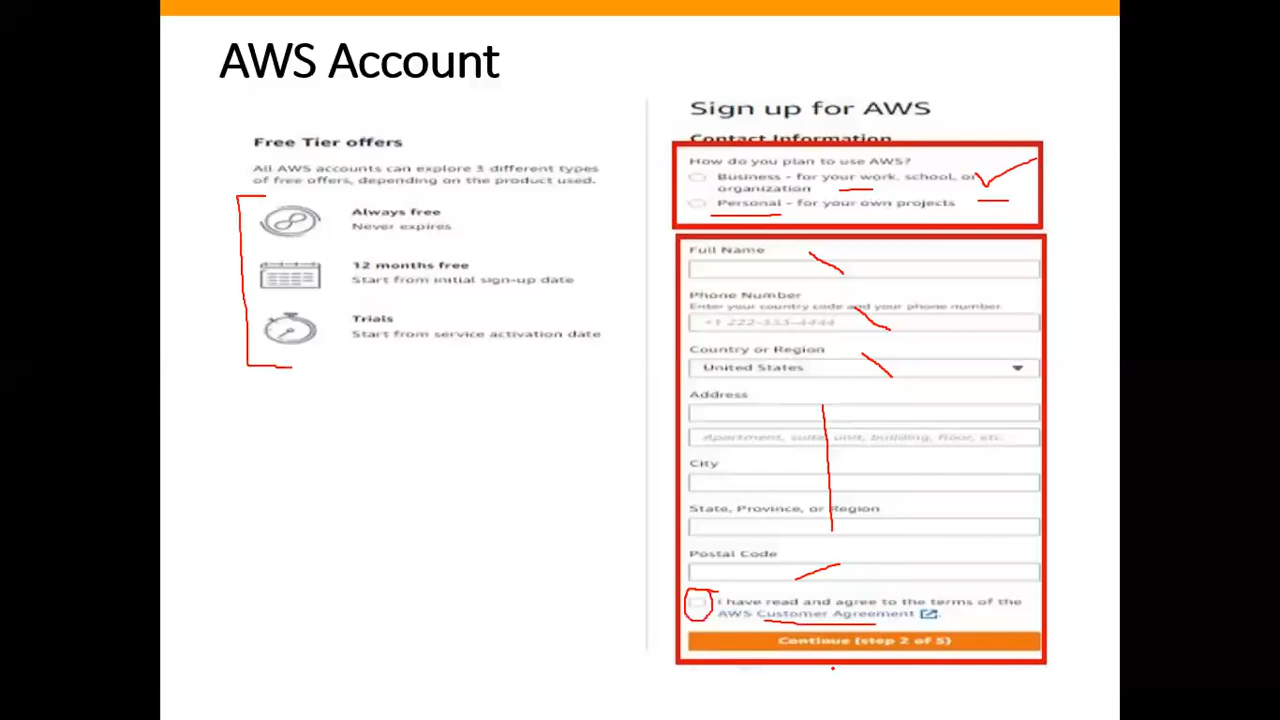 AWS Account
Free Tier offers
All AWS accounts can explore 3 different types
of free offers, depending on the product used.
Always free
Never expires
12 months free
Start from initial sign-up date
Trials
Start from service activation date
Sign up for AWS
Contact Information
How do you plan to use AWS?
Business - for your work, school, or
organization
Personal - for your own projects
Full Name
Phone Number
Enter your country code and your phone number.
+1 222-333-4444
Country or Region
United States
Address
Apartment, suite, unit, building, floor, etc.
City
State, Province, or Region
Postal Code
I have read and agree to the terms of the
AWS Customer Agreement
Continue (step 2 of 5)